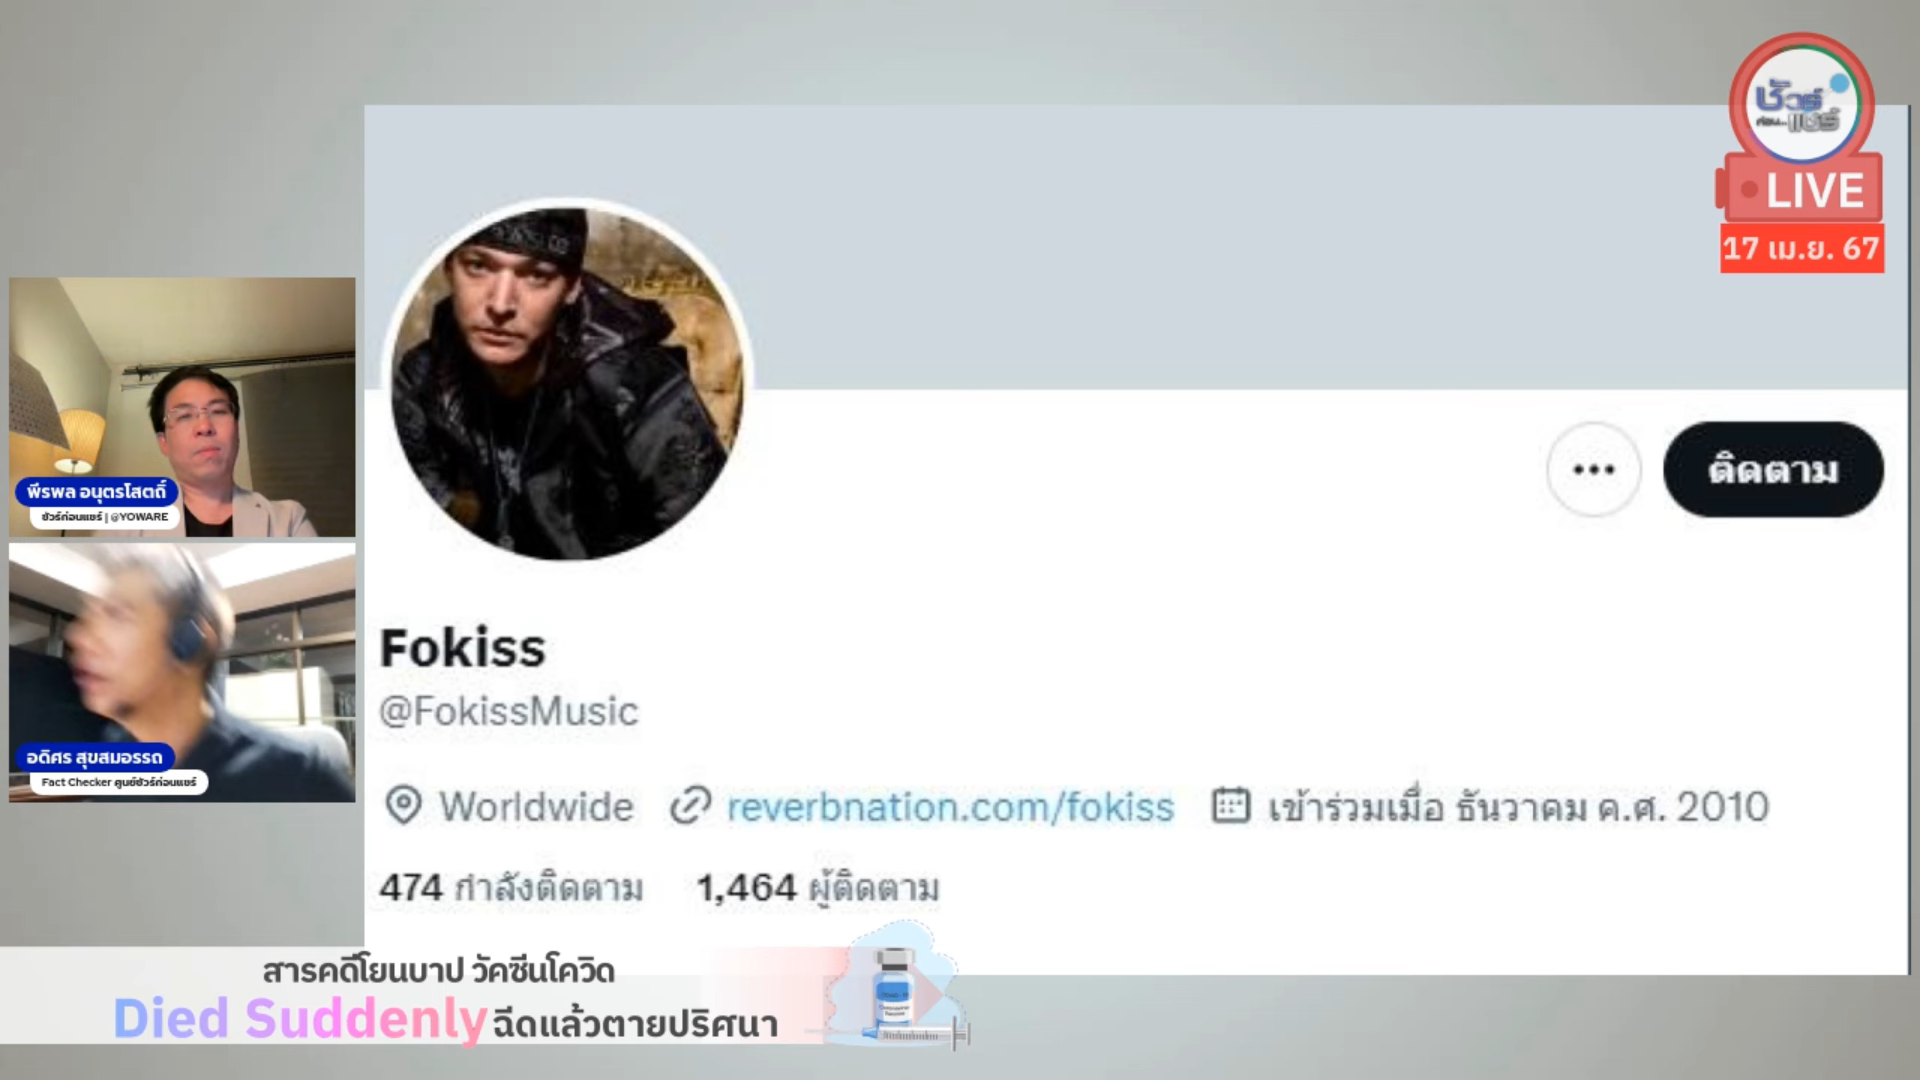 ชัวร์
ก่อน...แชร์
LIVE
17 เม.ย. 67
พีรพล อนุตรโสตถิ์
ชัวร์ก่อนแชร์ | @YOWARE
อดิศร สุขสมอรรถ
Fact Checker ศูนย์ชัวร์ก่อนแชร์
ติดตาม
Fokiss
@FokissMusic
Worldwide reverbnation.com/fokiss เข้าร่วมเมื่อ ธันวาคม ค.ศ. 2010
474 กำลังติดตาม 1,464 ผู้ติดตาม
สารคดีโยนบาป วัคซีนโควิด
Died Suddenly ฉีดแล้วตายปริศนา